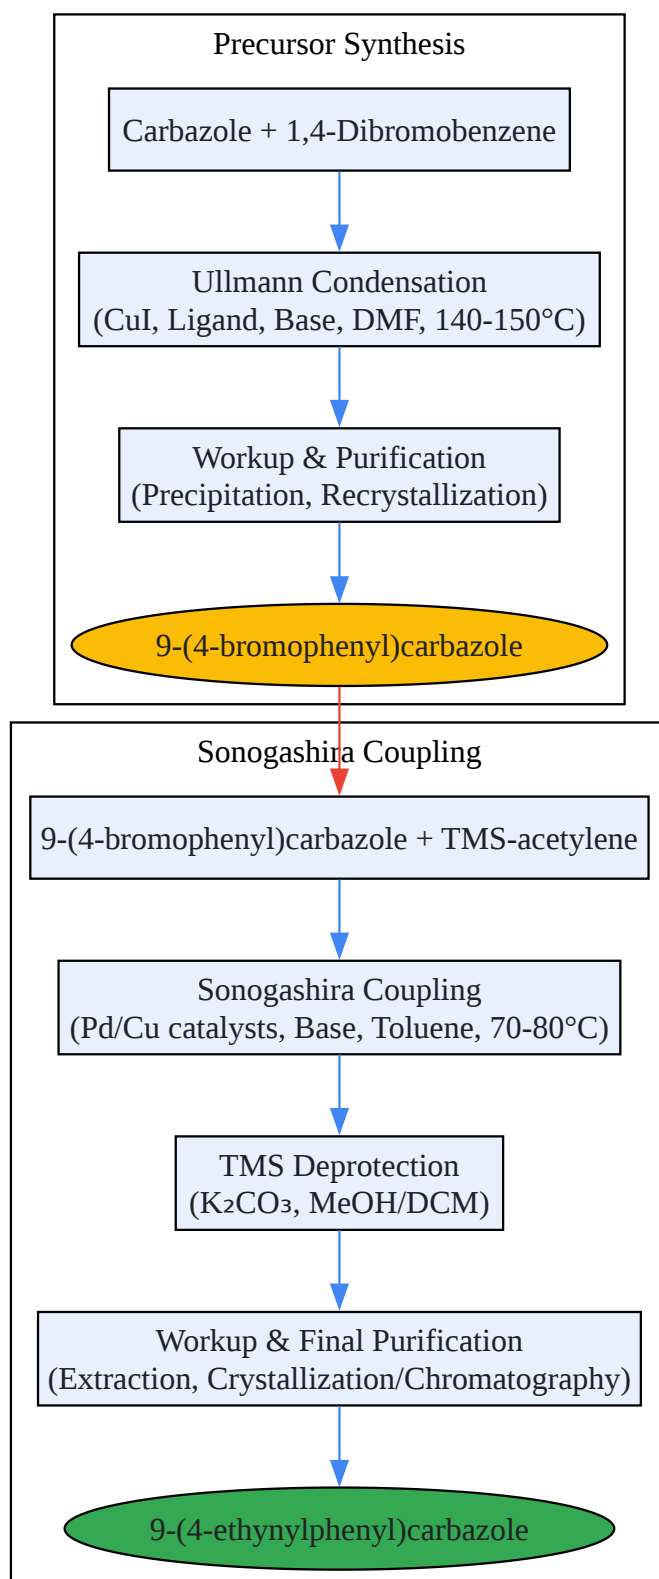 Precursor Synthesis
Carbazole + 1,4-Dibromobenzene
Ullmann Condensation
(CuI, Ligand, Base, DMF, 140-150°C)
Workup & Purification
(Precipitation, Recrystallization)
9-(4-bromophenyl)carbazole
Sonogashira Coupling
9-(4-bromophenyl)carbazole + TMS-acetylene
Sonogashira Coupling
(Pd/Cu catalysts, Base, Toluene, 70-80°C)
TMS Deprotection
(K₂CO₃, MeOH/DCM)
Workup & Final Purification
(Extraction, Crystallization/Chromatography)
9-(4-ethynylphenyl)carbazole